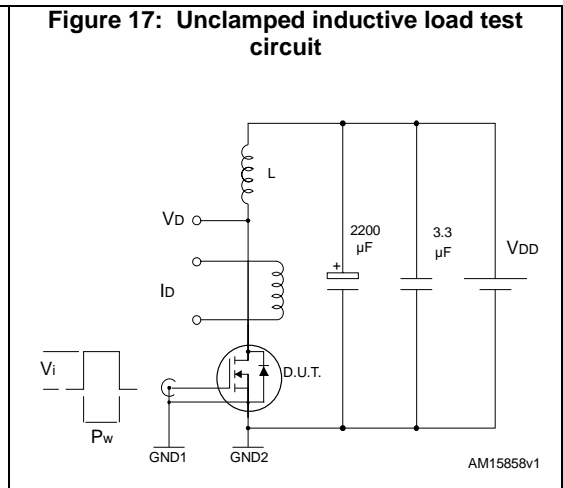 Figure 17: Unclamped inductive load test
circuit
L
VD
2200
µF
3.3
µF
VDD
+
ID
Vi
D.U.T.
Pw
GND1
GND2
AM15858v1